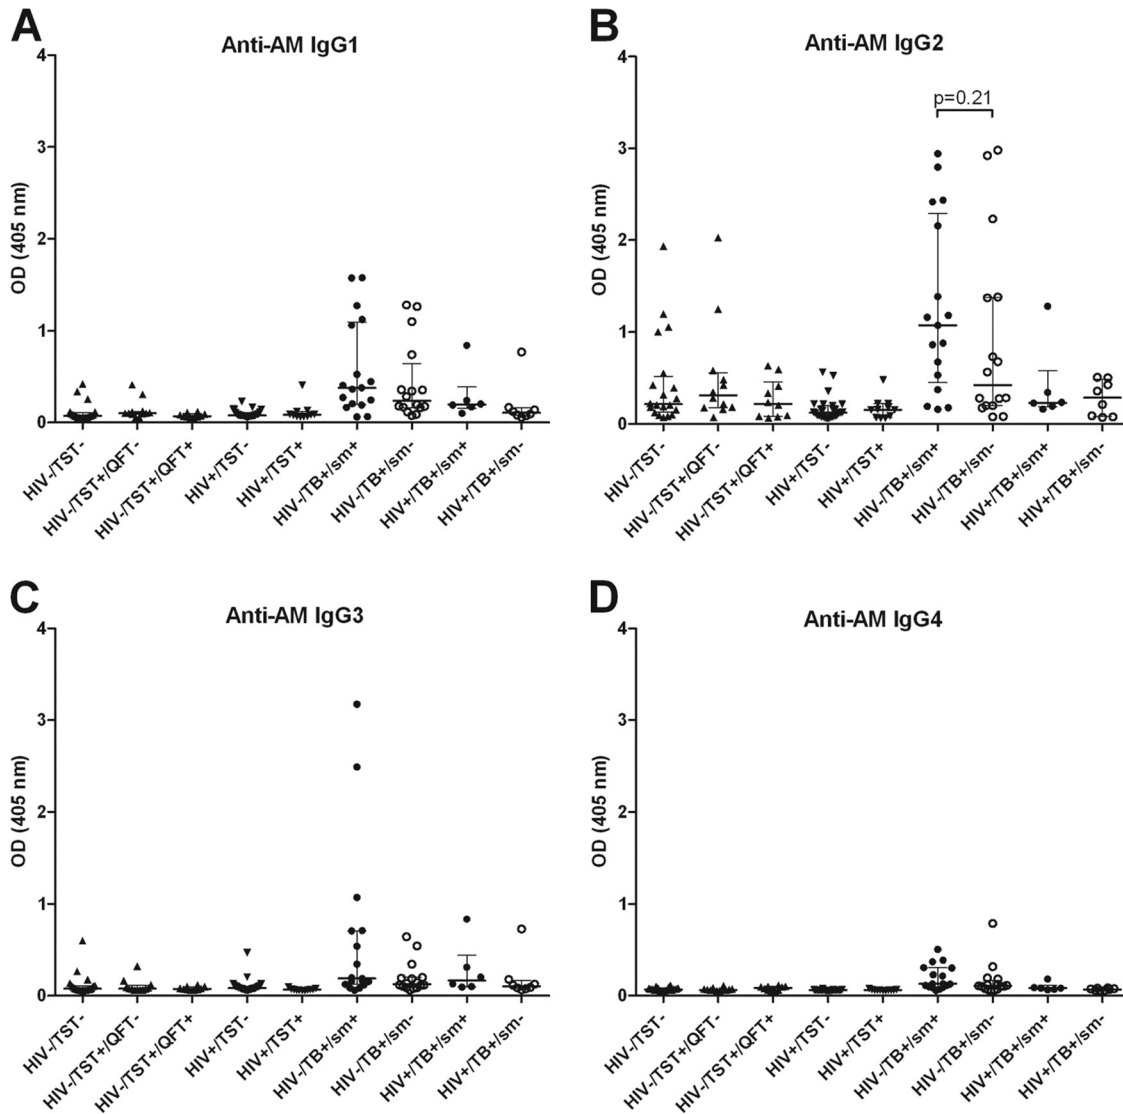 A
Anti-AM IgG1
OD (405 nm)
4
3
2
1
0
HIV-/TST-
HIV-/TST+/QFT-
HIV-/TST+/QFT+
HIV+/TST-
HIV+/TST+
HIV-/TB+/sm+
HIV-/TB+/sm-
HIV+/TB+/sm+
HIV+/TB+/sm-
B
Anti-AM IgG2
OD (405 nm)
4
3
2
1
0
p=0.21
HIV-/TST-
HIV-/TST+/QFT-
HIV-/TST+/QFT+
HIV+/TST-
HIV+/TST+
HIV-/TB+/sm+
HIV-/TB+/sm-
HIV+/TB+/sm+
HIV+/TB+/sm-
C
Anti-AM IgG3
OD (405 nm)
4
3
2
1
0
HIV-/TST-
HIV-/TST+/QFT-
HIV-/TST+/QFT+
HIV+/TST-
HIV+/TST+
HIV-/TB+/sm+
HIV-/TB+/sm-
HIV+/TB+/sm+
HIV+/TB+/sm-
D
Anti-AM IgG4
OD (405 nm)
4
3
2
1
0
HIV-/TST-
HIV-/TST+/QFT-
HIV-/TST+/QFT+
HIV+/TST-
HIV+/TST+
HIV-/TB+/sm+
HIV-/TB+/sm-
HIV+/TB+/sm+
HIV+/TB+/sm-